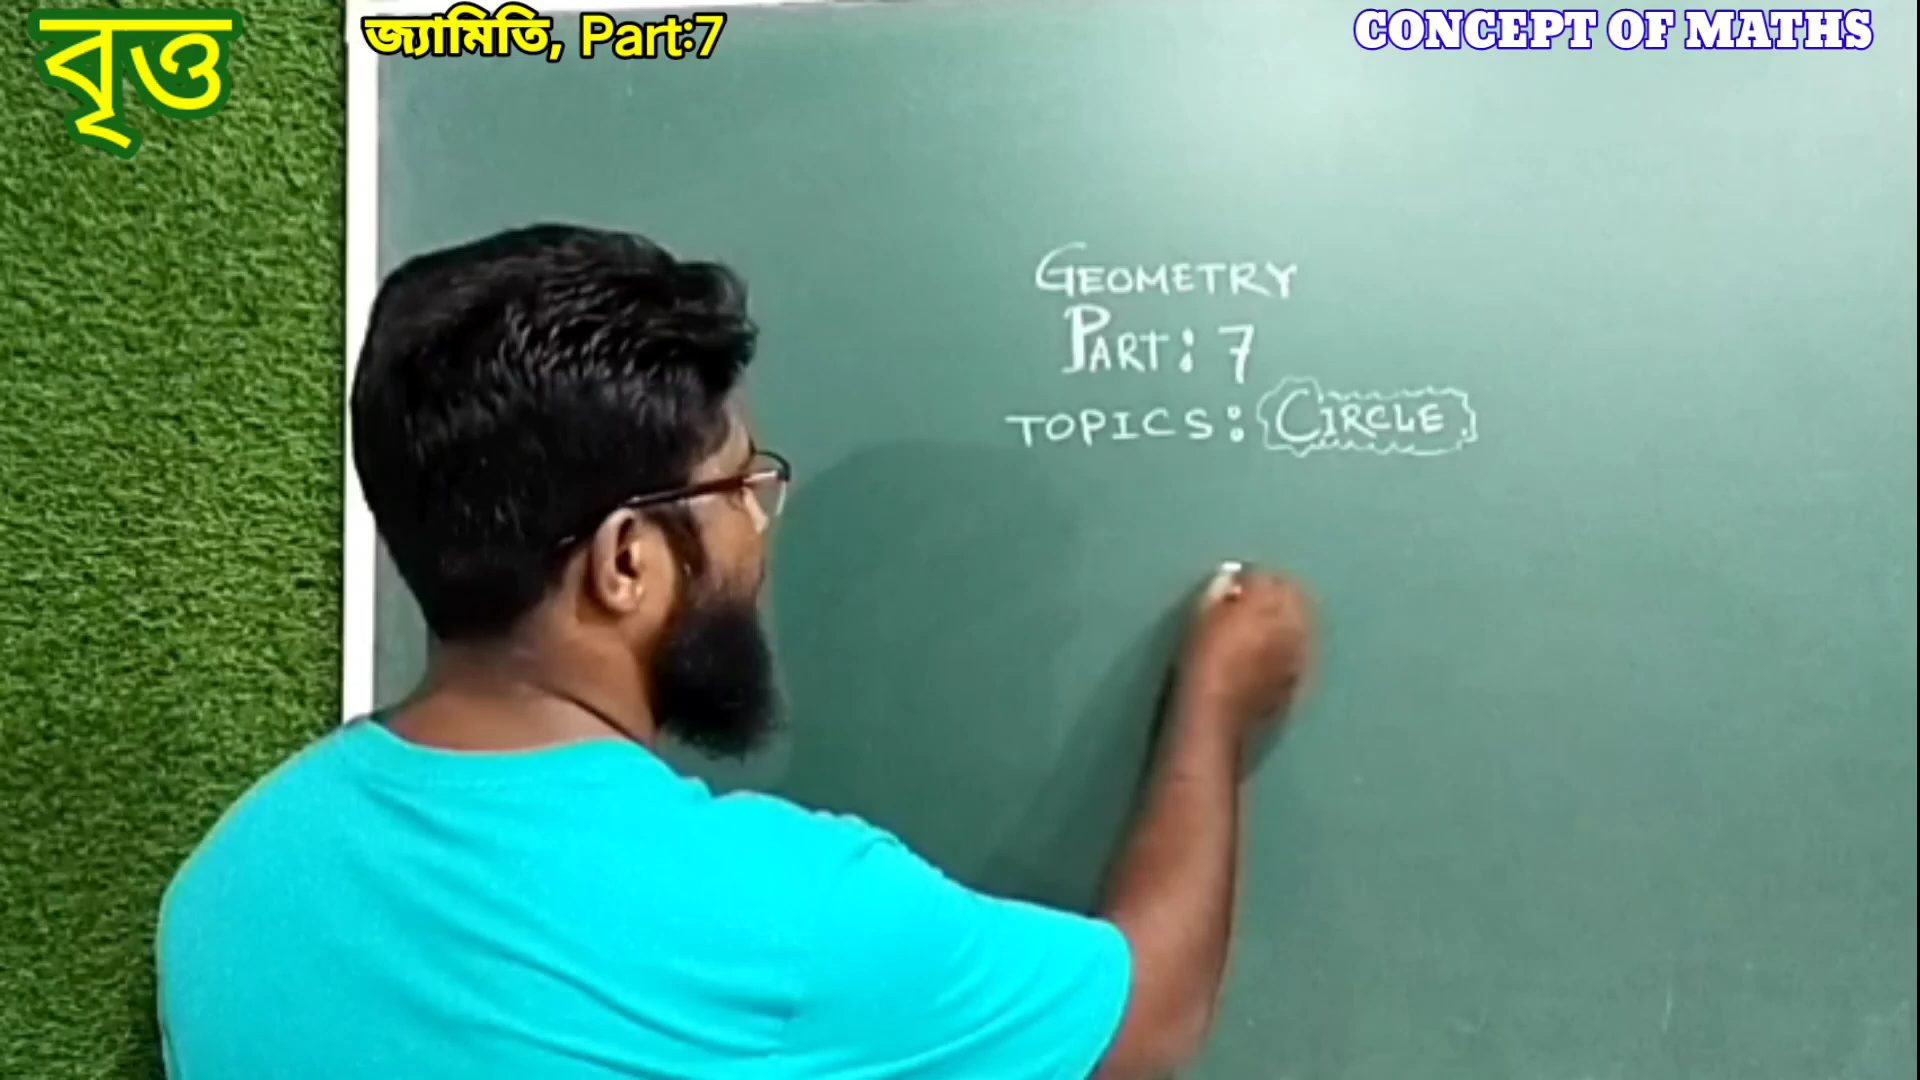 বৃত্ত
জ্যামিতি, Part:7
CONCEPT OF MATHS
GEOMETRY
PART: 7
TOPICS: CIRCLE.